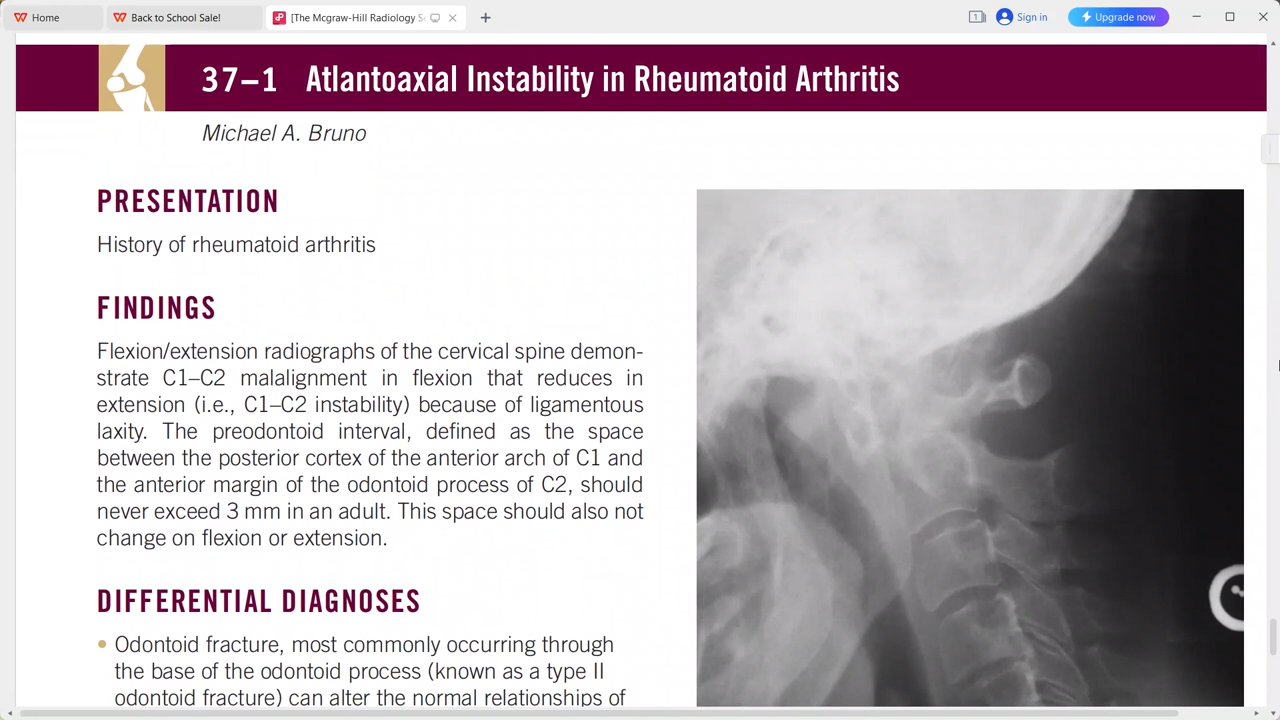 Home
Back to School Sale!
[The Mcgraw-Hill Radiology S
Sign in
Upgrade now
37–1 Atlantoaxial Instability in Rheumatoid Arthritis
Michael A. Bruno
PRESENTATION
History of rheumatoid arthritis
FINDINGS
Flexion/extension radiographs of the cervical spine demon-
strate C1–C2 malalignment in flexion that reduces in
extension (i.e., C1–C2 instability) because of ligamentous
laxity. The preodontoid interval, defined as the space
between the posterior cortex of the anterior arch of C1 and
the anterior margin of the odontoid process of C2, should
never exceed 3 mm in an adult. This space should also not
change on flexion or extension.
DIFFERENTIAL DIAGNOSES
• Odontoid fracture, most commonly occurring through
the base of the odontoid process (known as a type II
odontoid fracture) can alter the normal relationships of